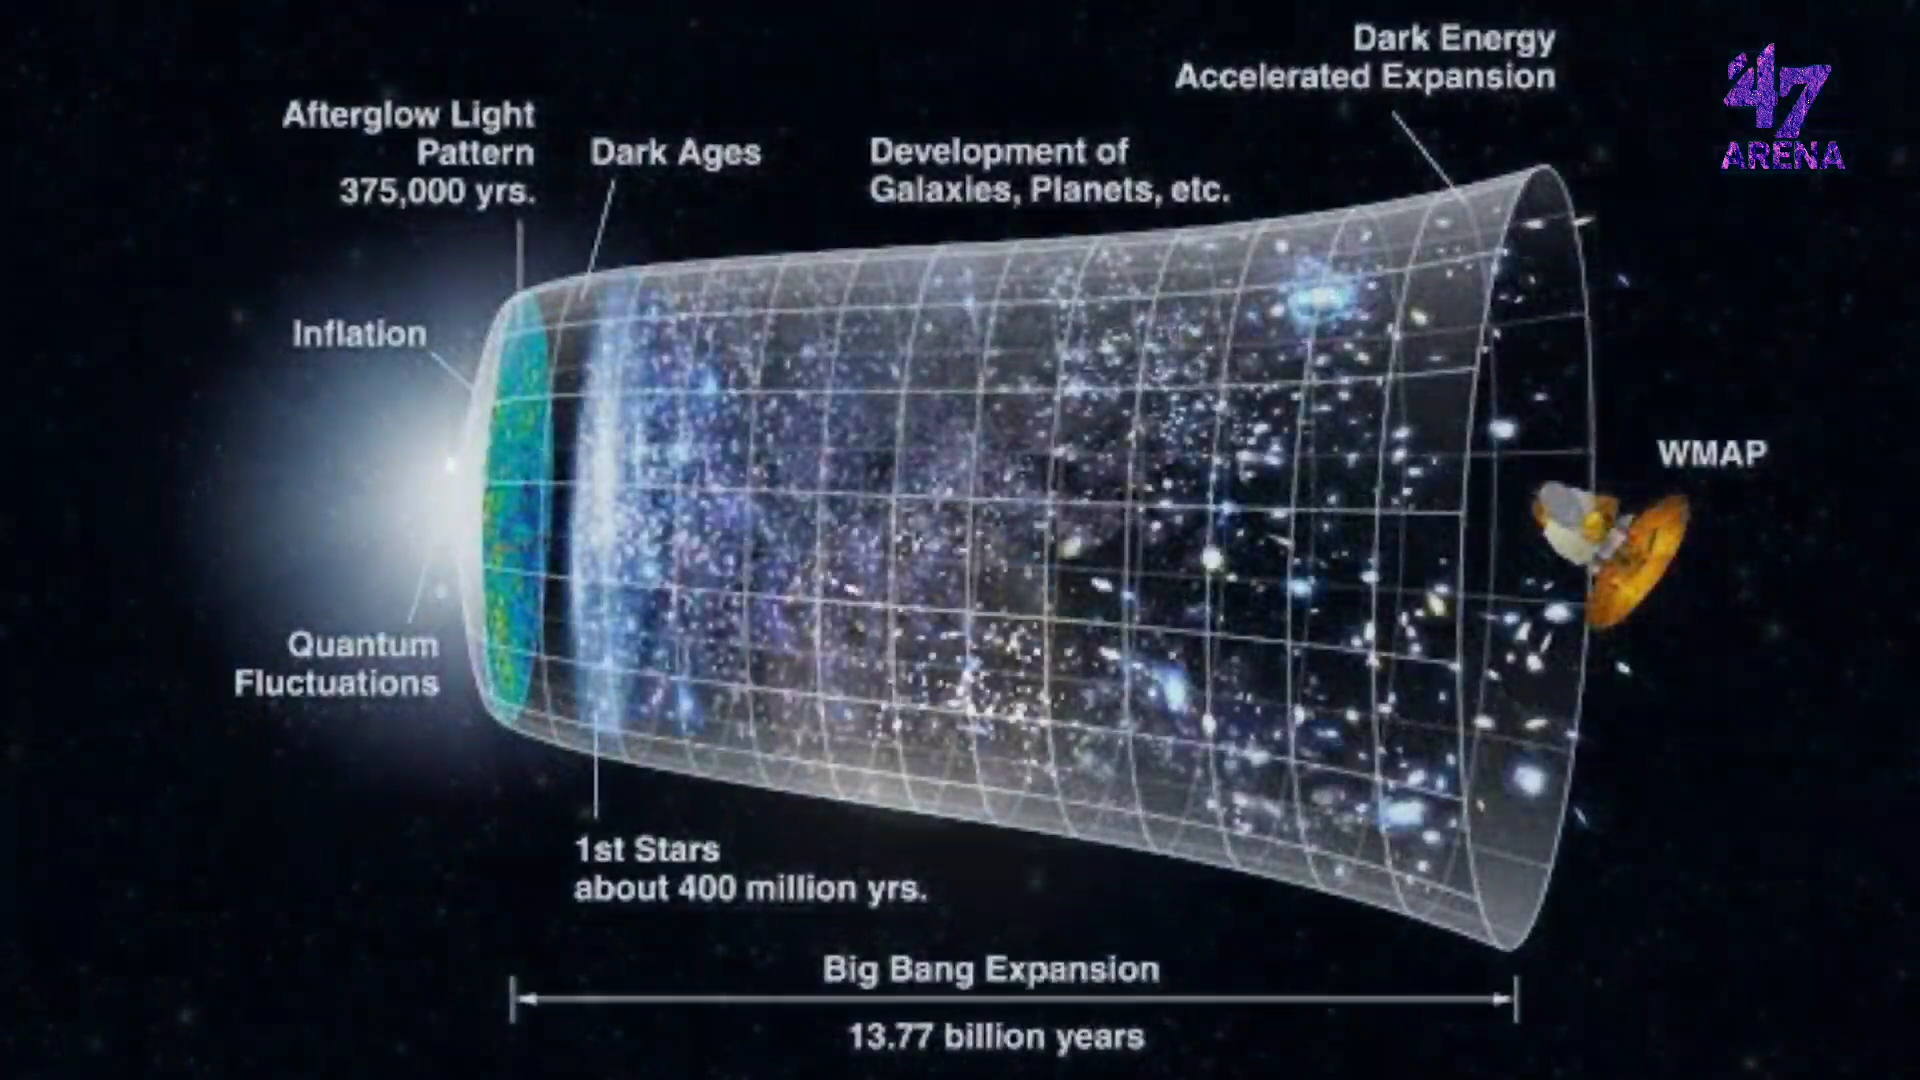 Dark Energy
Accelerated Expansion
47
ARENA
Afterglow Light
Pattern
375,000 yrs.
Dark Ages
Development of
Galaxies, Planets, etc.
Inflation
WMAP
Quantum
Fluctuations
1st Stars
about 400 million yrs.
Big Bang Expansion
13.77 billion years